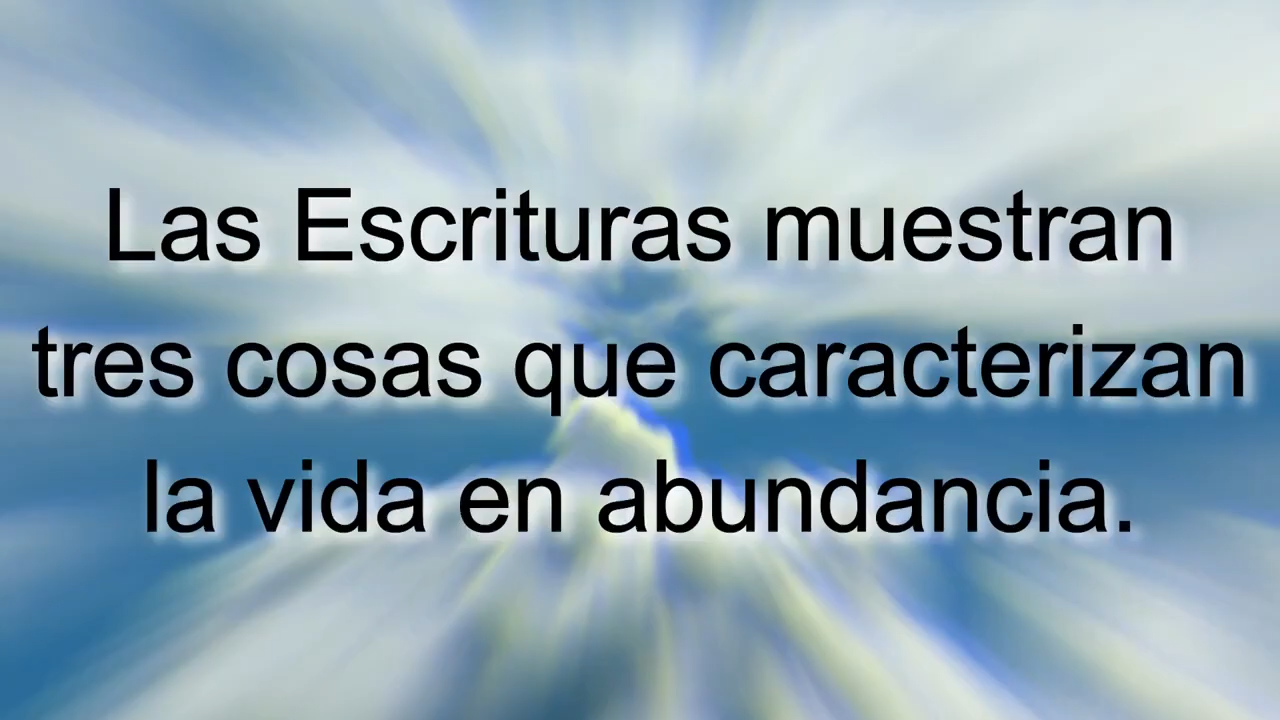 Las Escrituras muestran
tres cosas que caracterizan
la vida en abundancia.